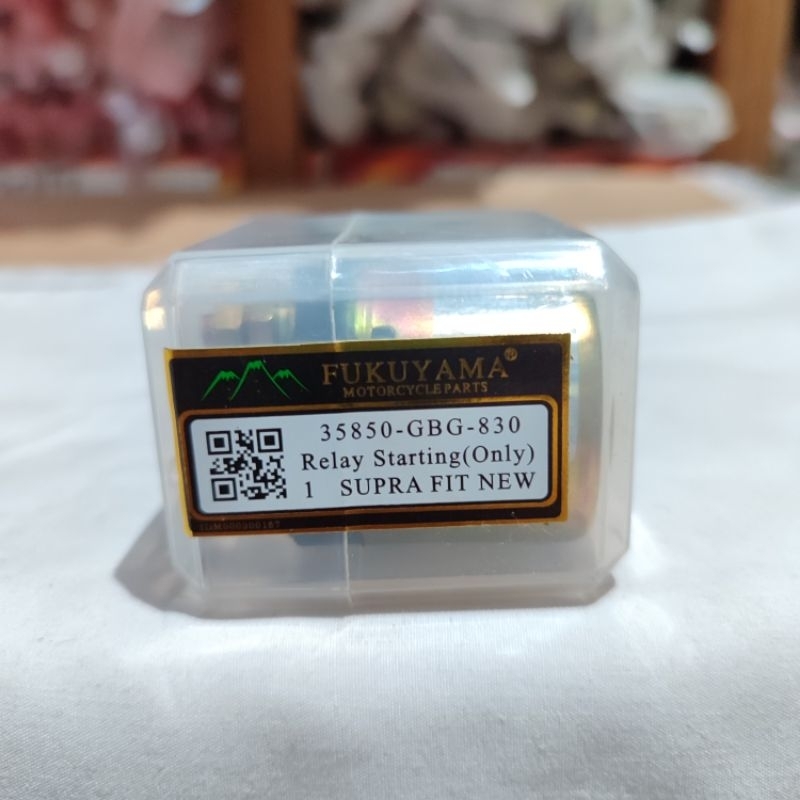 FUKUYAMA®
MOTORCYCLE PARTS
35850-GBG-830
Relay Starting(Only)
1 SUPRA FIT NEW